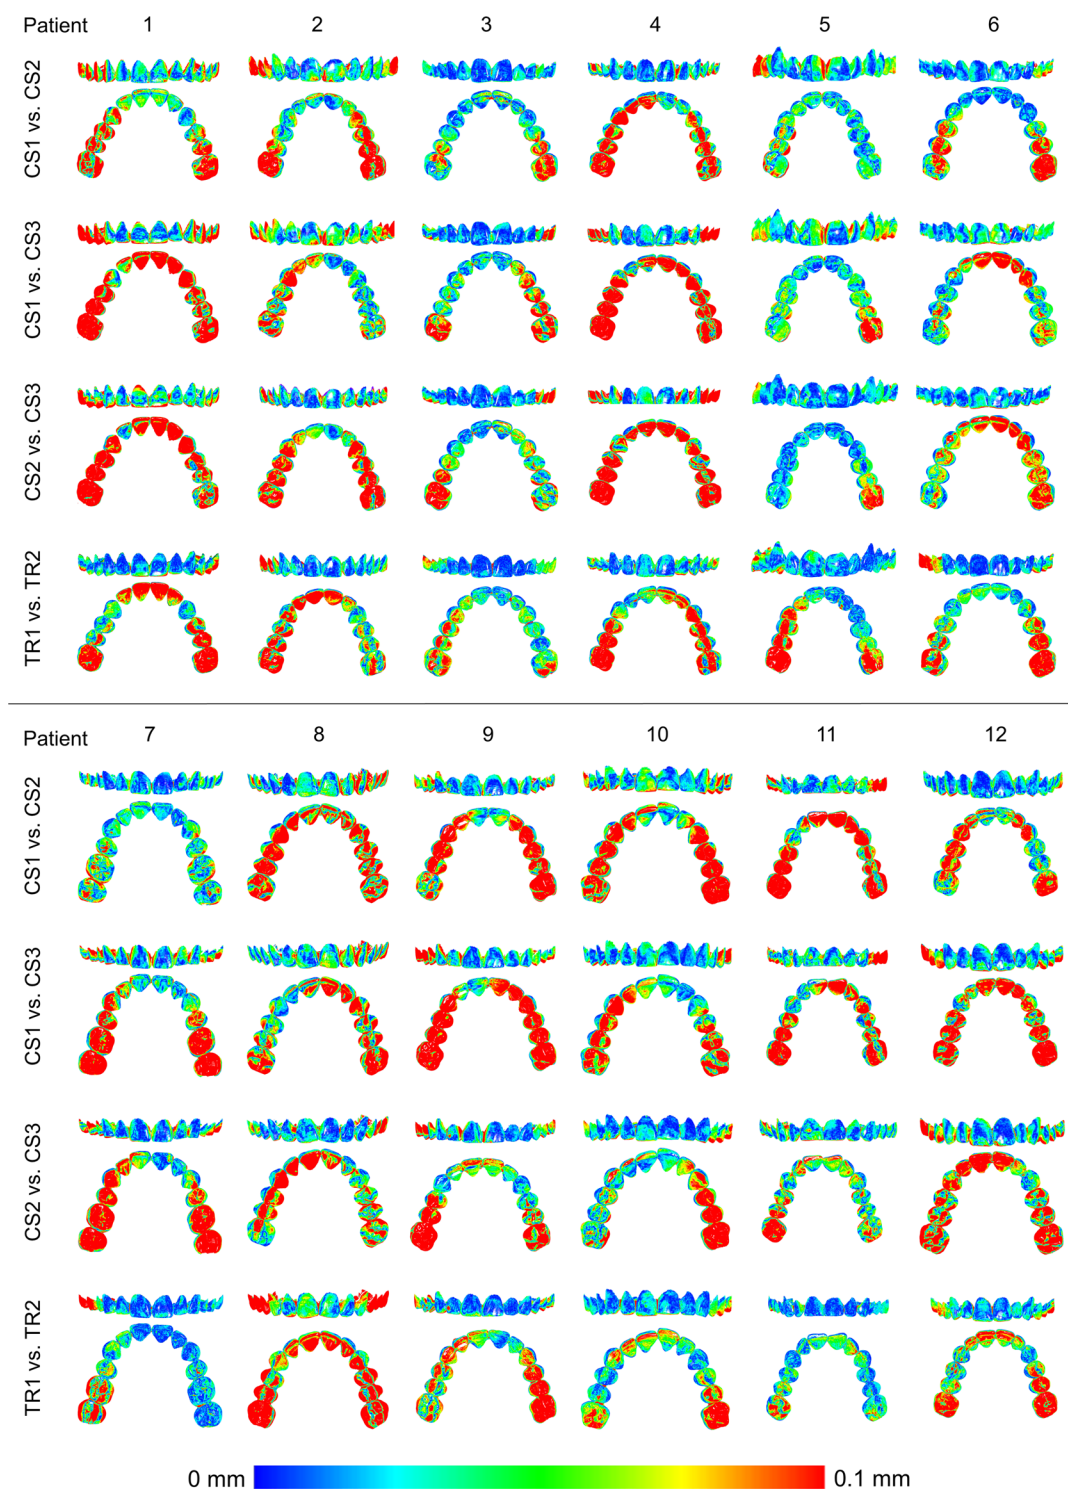 Patient 1 2 3 4 5 6
CS1 vs. CS2
CS1 vs. CS3
CS2 vs. CS3
TR1 vs. TR2
Patient 7 8 9 10 11 12
CS1 vs. CS2
CS1 vs. CS3
CS2 vs. CS3
TR1 vs. TR2
0 mm 0.1 mm